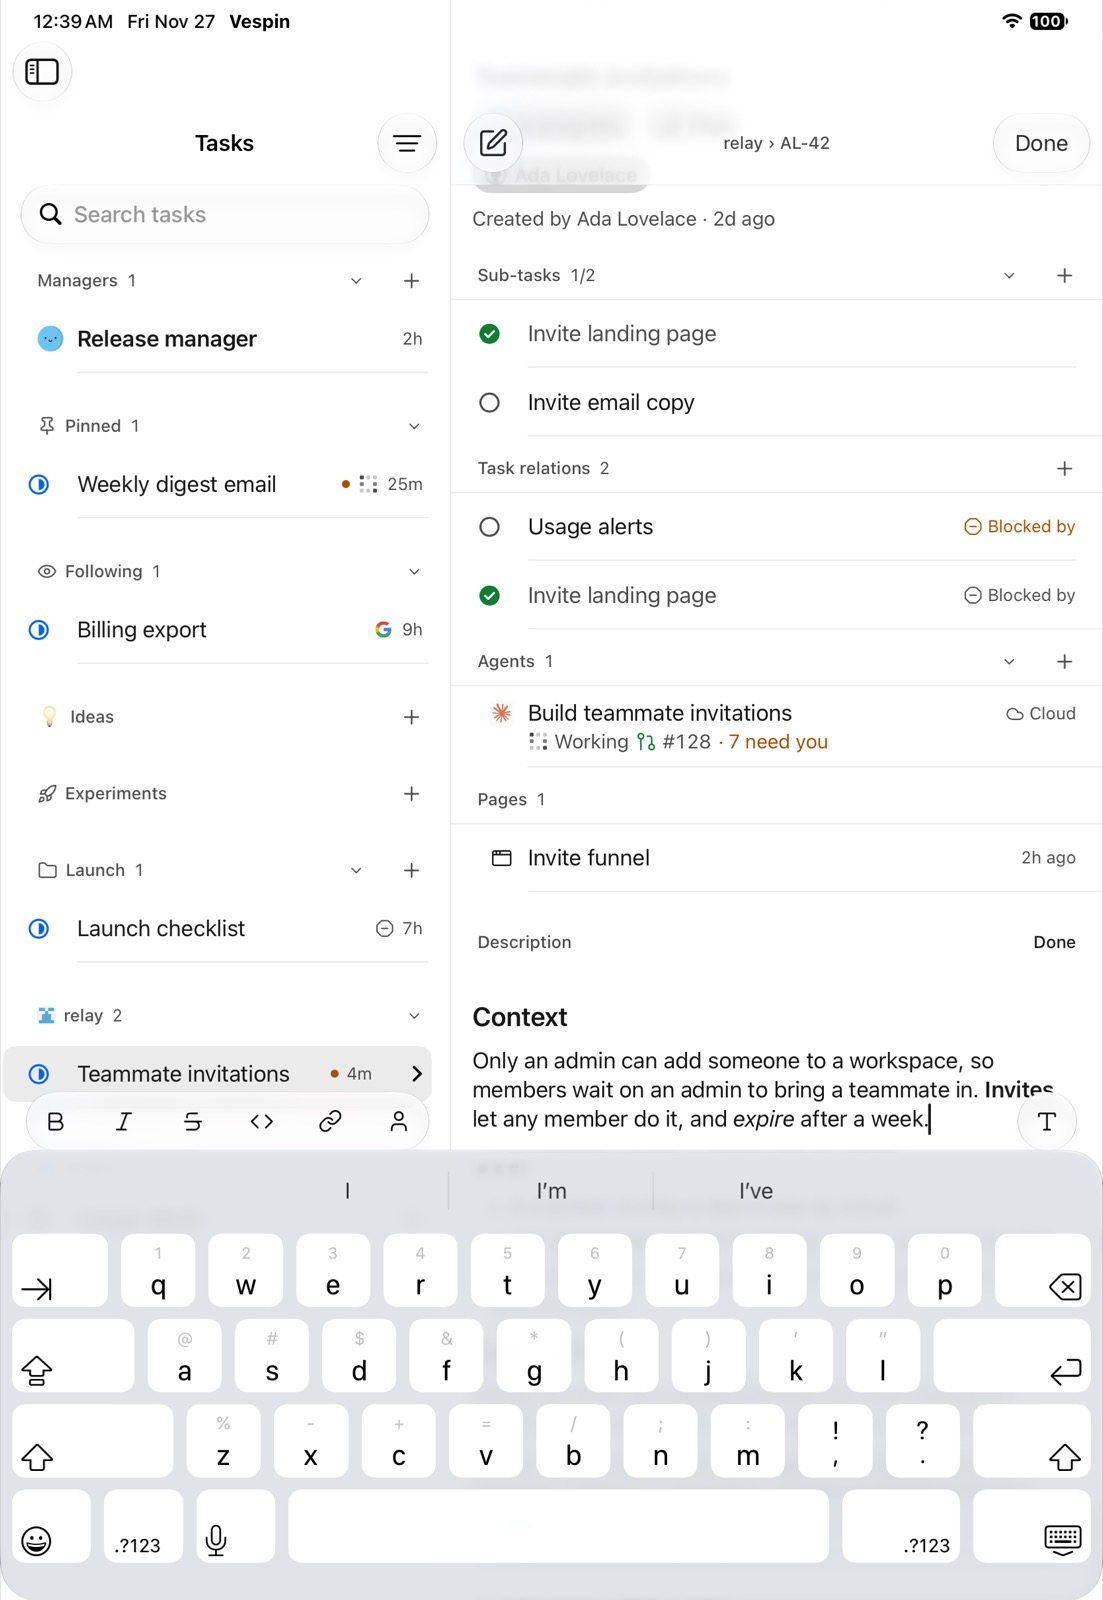 12:39 AM Fri Nov 27 Vespin
100
Tasks
Search tasks
Managers 1
Release manager 2h
Pinned 1
Weekly digest email 25m
Following 1
Billing export 9h
Ideas
Experiments
Launch 1
Launch checklist 7h
relay 2
Teammate invitations 4m
relay › AL-42
Done
Ada Lovelace
Created by Ada Lovelace · 2d ago
Sub-tasks 1/2
Invite landing page
Invite email copy
Task relations 2
Usage alerts Blocked by
Invite landing page Blocked by
Agents 1
Build teammate invitations Cloud
Working #128 · 7 need you
Pages 1
Invite funnel 2h ago
Description Done
Context
Only an admin can add someone to a workspace, so
members wait on an admin to bring a teammate in. Invites
let any member do it, and expire after a week.
B I S T
I I’m I’ve
1 2 3 4 5 6 7 8 9 0
q w e r t y u i o p
@ # $ & * ( ) ' "
a s d f g h j k l
% - + = / ; : ! ?
z x c v b n m , .
.?123 .?123